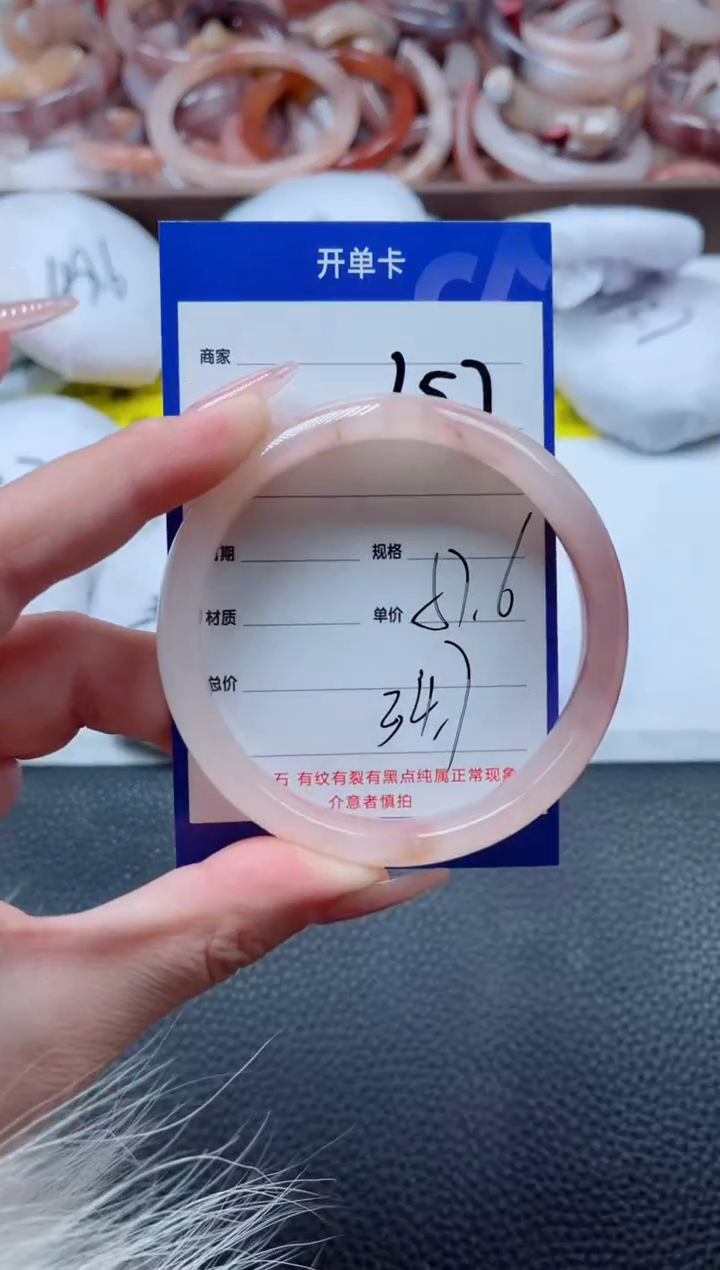 开单卡
商家 157
期 规格
材质 单价 57.6
总价 34.7
石 有纹有裂有黑点纯属正常现象
介意者慎拍